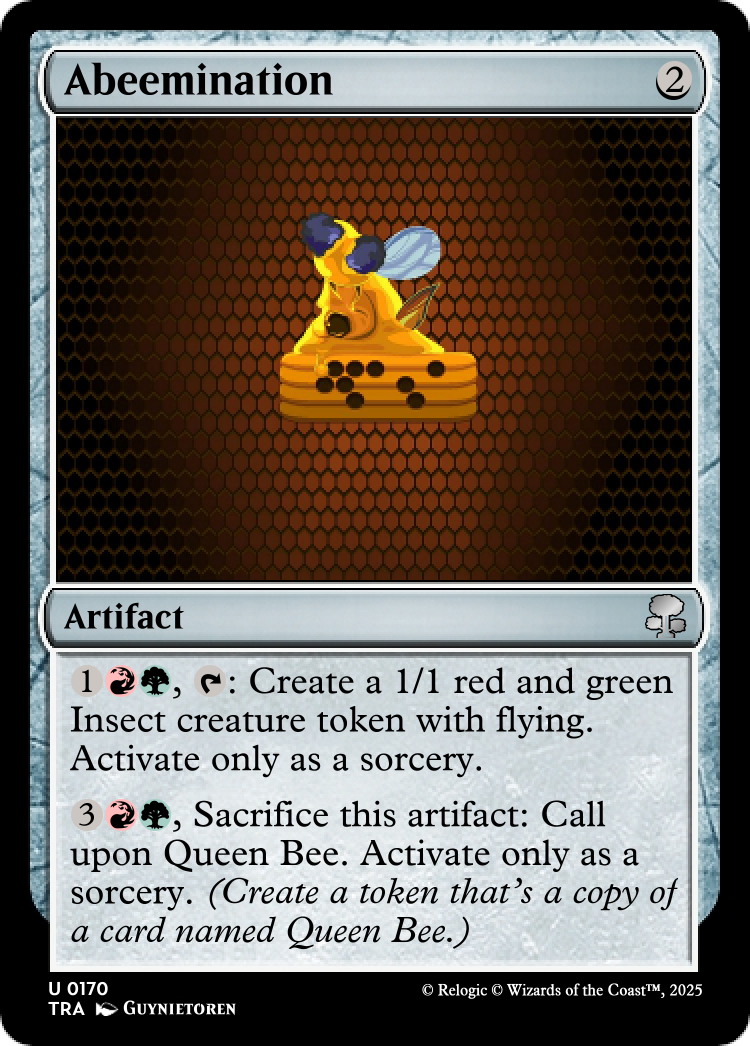 Abeemination 2
Artifact
1, : Create a 1/1 red and green
Insect creature token with flying.
Activate only as a sorcery.
3, Sacrifice this artifact: Call
upon Queen Bee. Activate only as a
sorcery. (Create a token that's a copy of
a card named Queen Bee.)
U 0170
© Relogic © Wizards of the Coast™, 2025
TRA GUYNIETOREN